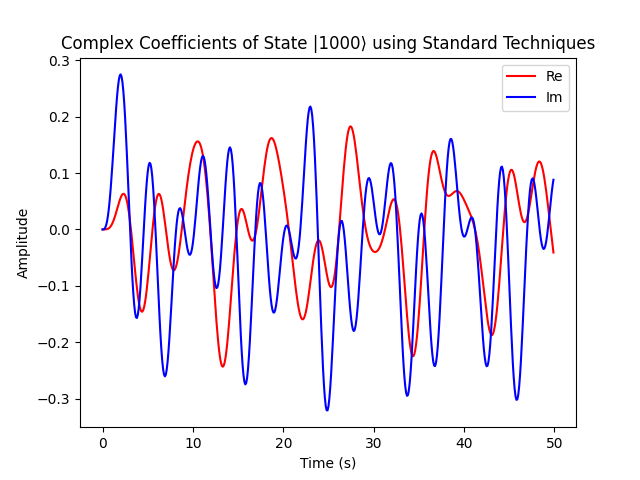 Complex Coefficients of State |1000⟩ using Standard Techniques
Re
Im
Amplitude
0.3
0.2
0.1
0.0
−0.1
−0.2
−0.3
0
10
20
30
40
50
Time (s)